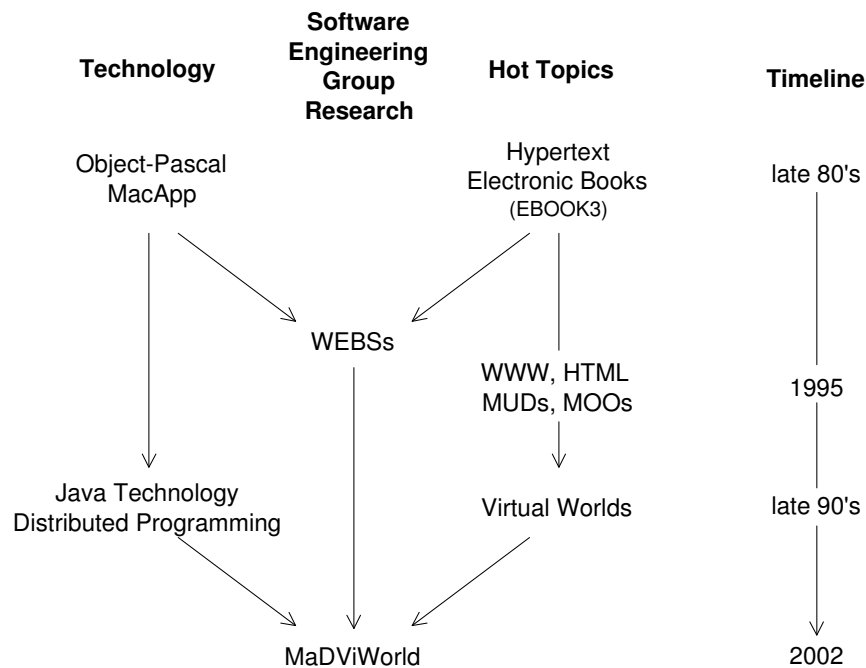 Technology
Software
Engineering
Group
Research
Hot Topics
Timeline
Object-Pascal
MacApp
Hypertext
Electronic Books
(EBOOK3)
late 80's
WEBSs
WWW, HTML
MUDs, MOOs
1995
Java Technology
Distributed Programming
Virtual Worlds
late 90's
MaDViWorld
2002